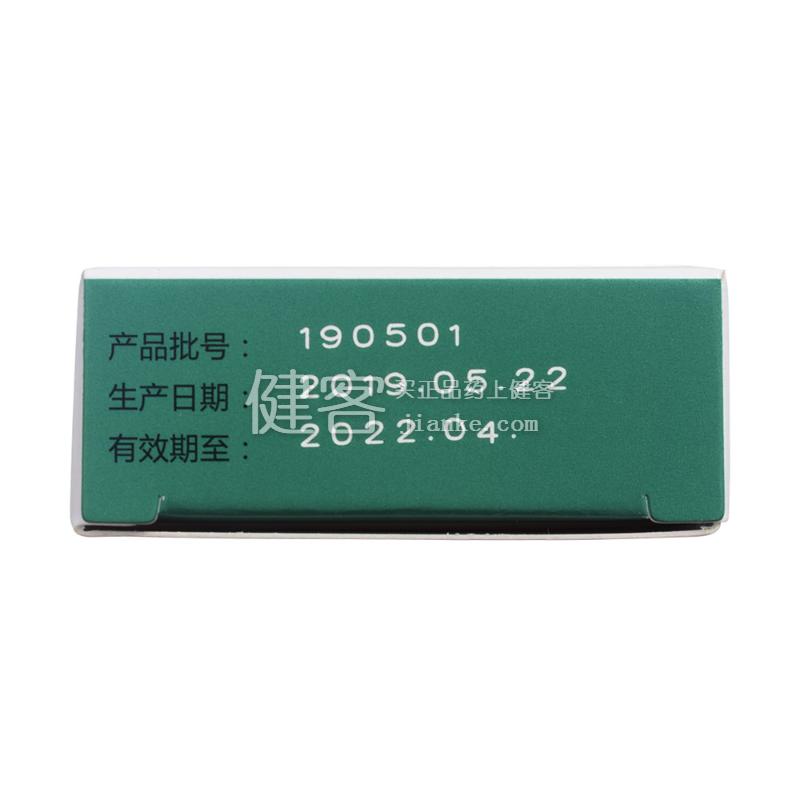 产品批号： 190501
生产日期： 2019.05.22
有效期至： 2022.04.
健客 买正品药上健客
jianke.com